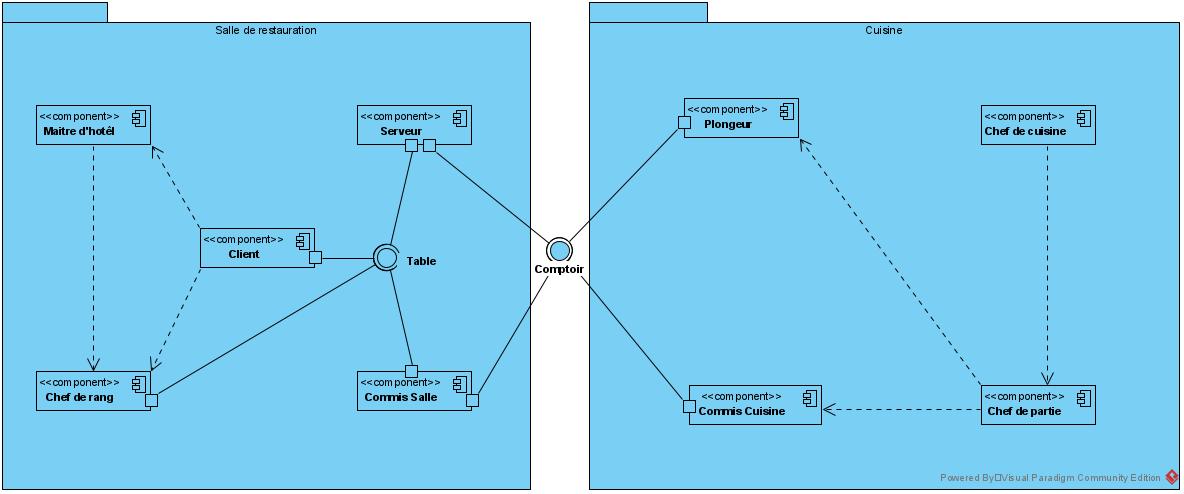 Salle de restauration
Cuisine
<<component>>
Maitre d'hotêl
<<component>>
Serveur
<<component>>
Plongeur
<<component>>
Chef de cuisine
<<component>>
Client
Table
Comptoir
<<component>>
Chef de rang
<<component>>
Commis Salle
<<component>>
Commis Cuisine
<<component>>
Chef de partie
Powered By□Visual Paradigm Community Edition